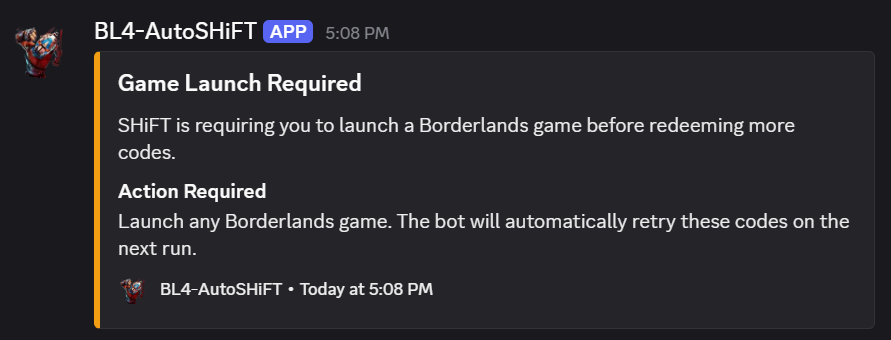 BL4-AutoSHiFT APP 5:08 PM
Game Launch Required
SHiFT is requiring you to launch a Borderlands game before redeeming more
codes.
Action Required
Launch any Borderlands game. The bot will automatically retry these codes on the
next run.
BL4-AutoSHiFT • Today at 5:08 PM